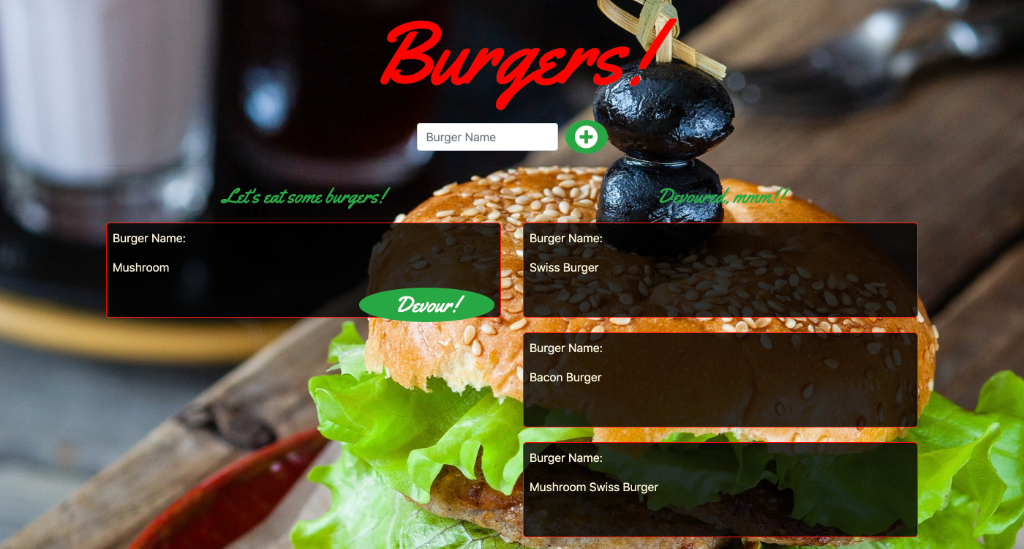 Burgers!
Burger Name
Let's eat some burgers!
Burger Name:
Mushroom
Devour!
Devoured, mmm!!
Burger Name:
Swiss Burger
Burger Name:
Bacon Burger
Burger Name:
Mushroom Swiss Burger